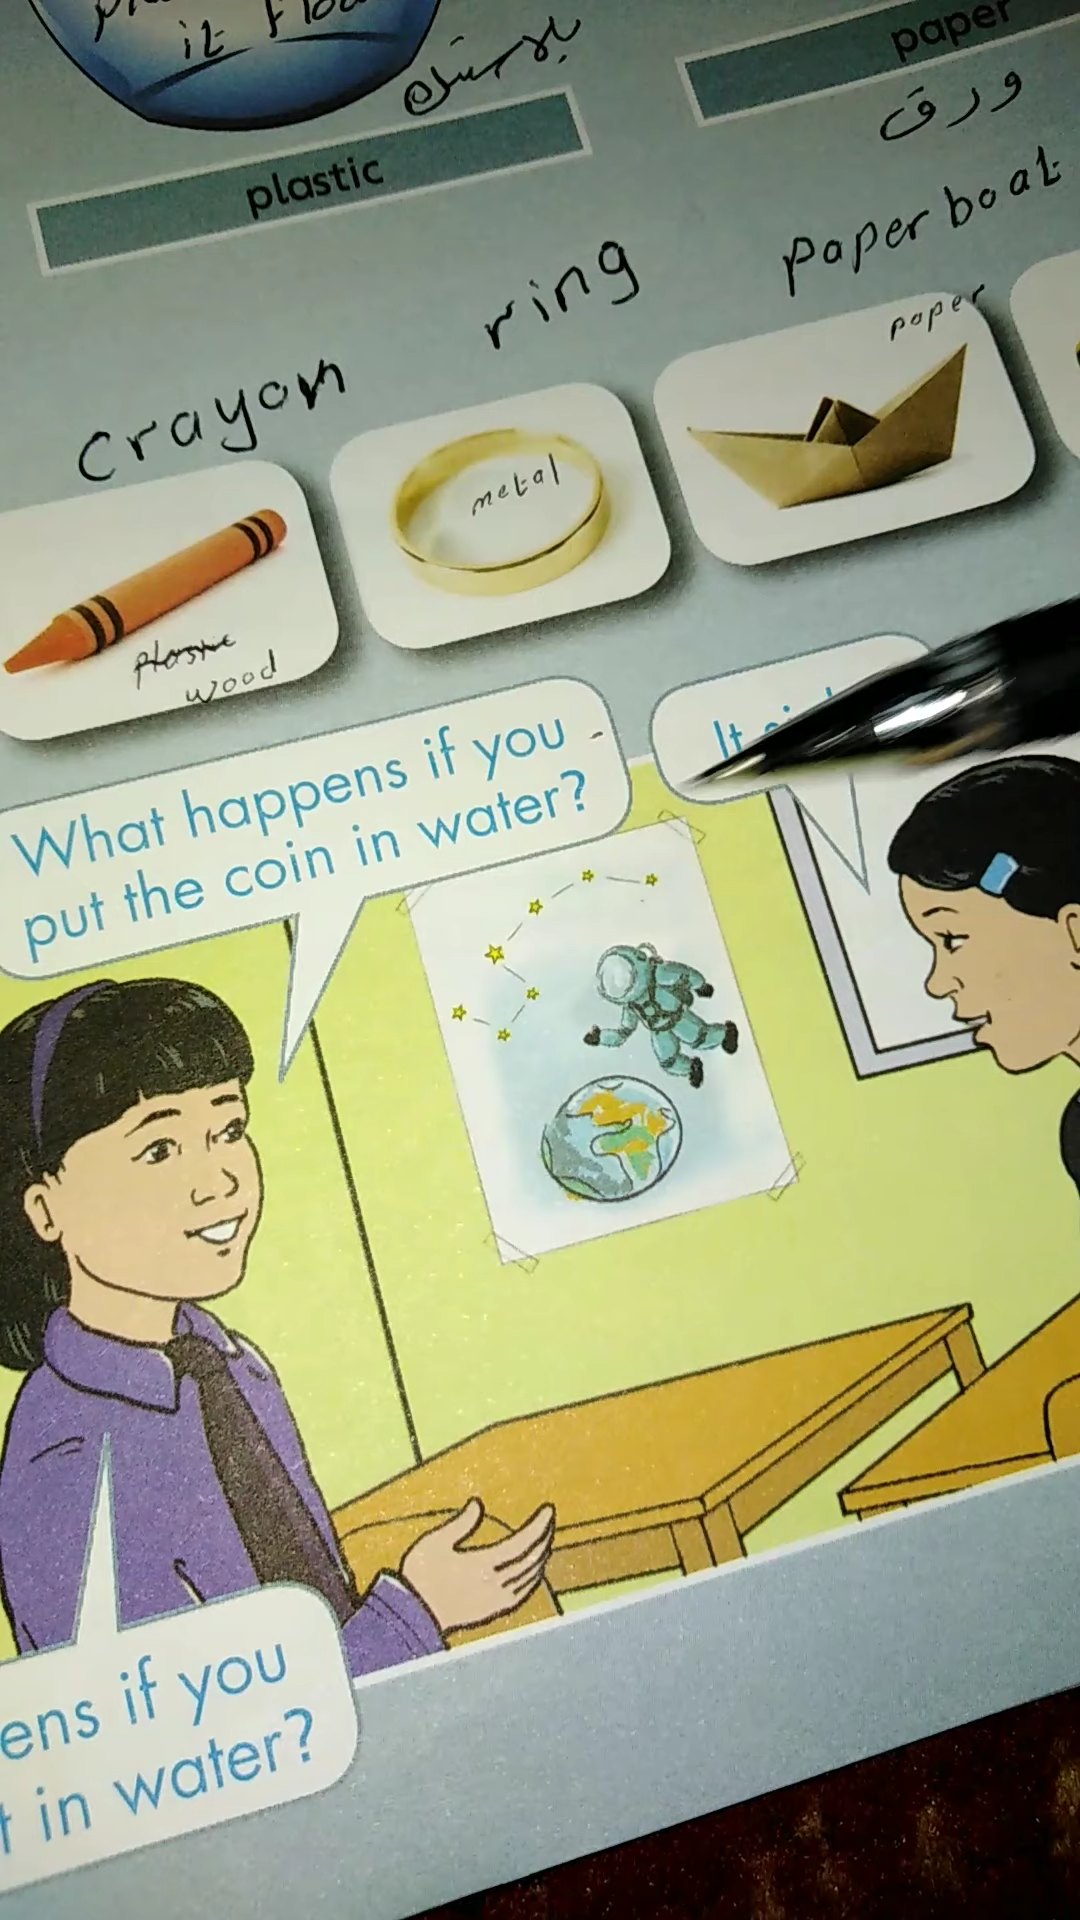 it
paper
ورق
plastic
paper boat
ring
crayon
paper
metal
plastic
wood
What happens if you
put the coin in water?
It
ens if you
t in water?